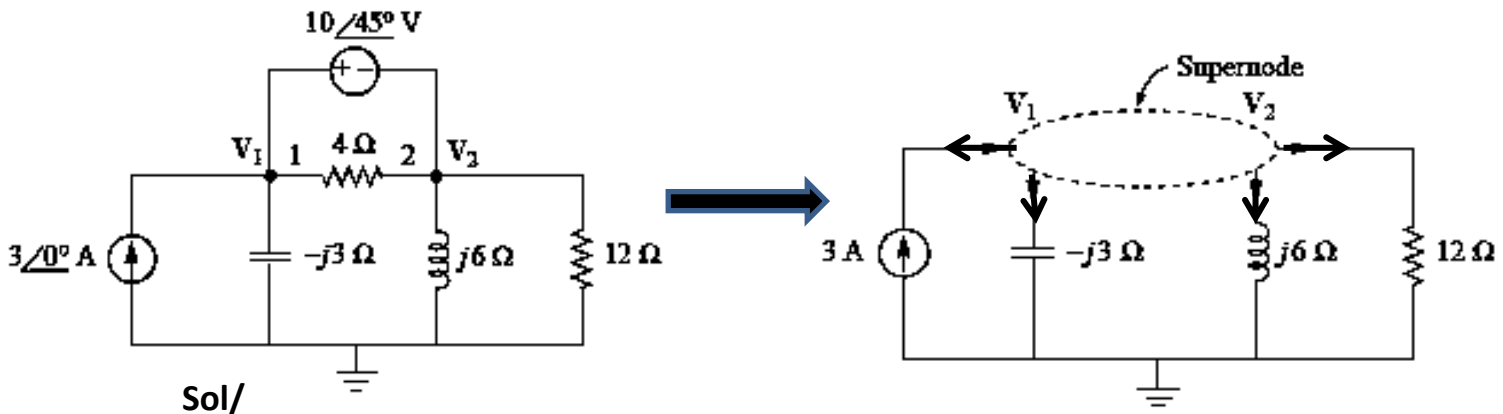 10 /45° V
Supernode
V₁ 1 4 Ω 2 V₂
V₁ V₂
3/0° A −j3 Ω j6 Ω 12 Ω
3 A −j3 Ω j6 Ω 12 Ω
+ −
Sol/